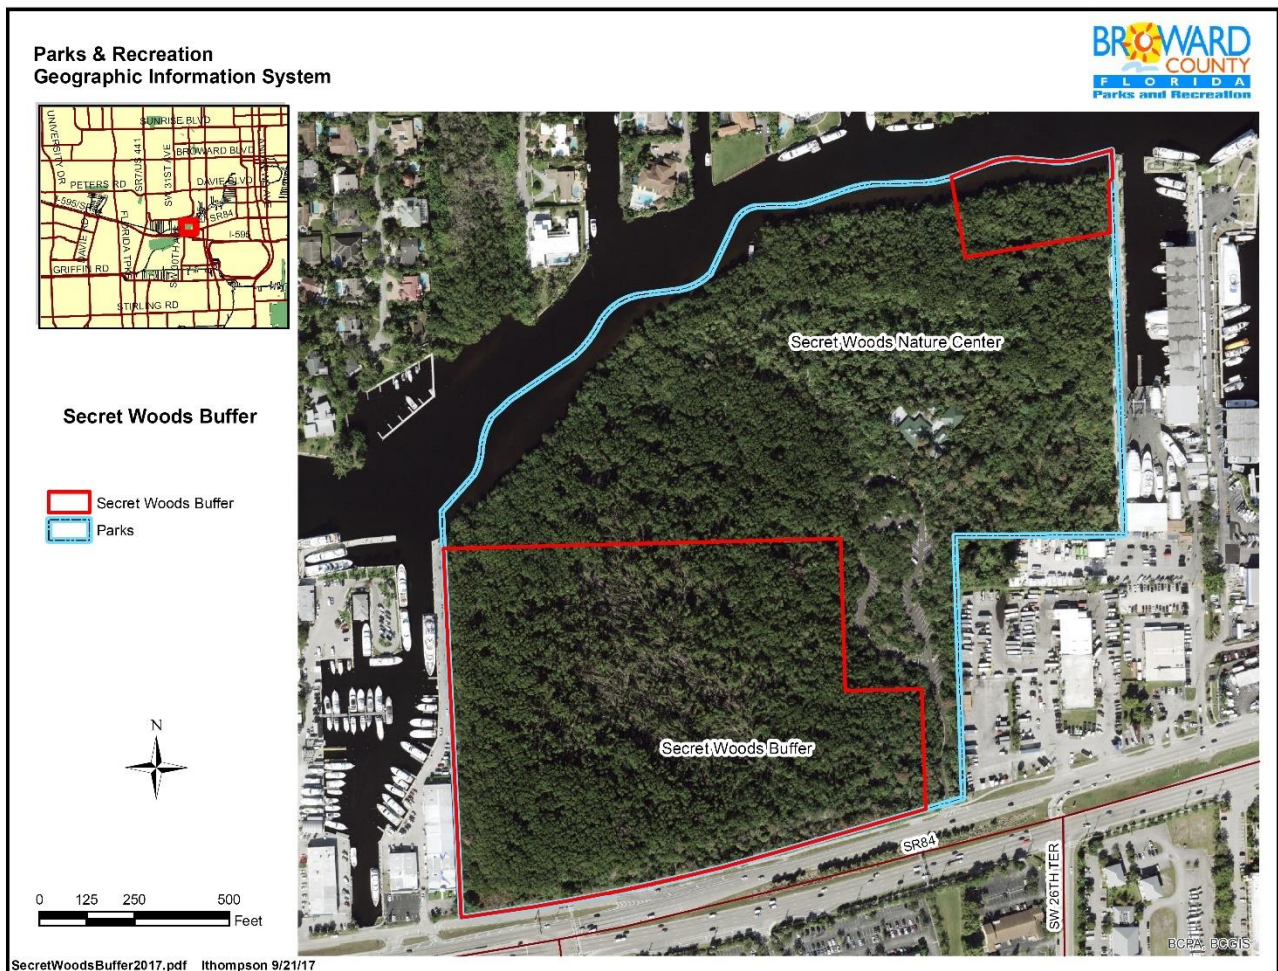 Parks & Recreation
Geographic Information System
BROWARD
COUNTY
FLORIDA
Parks and Recreation
UNIVERSITY DR
SUNRISE BLVD
SR7/US 441
SW 31ST AVE
BROWARD BLVD
PETERS RD
DAVIE BLVD
SR84
DAVIE RD
FLORIDA TPKE
I-595
GRIFFIN RD
STIRLING RD
Secret Woods Nature Center
Secret Woods Buffer
Secret Woods Buffer
Parks
Secret Woods Buffer
N
SR84
SW 26TH TER
0 125 250 500
Feet
BCPA, BCGIS
SecretWoodsBuffer2017.pdf lthompson 9/21/17